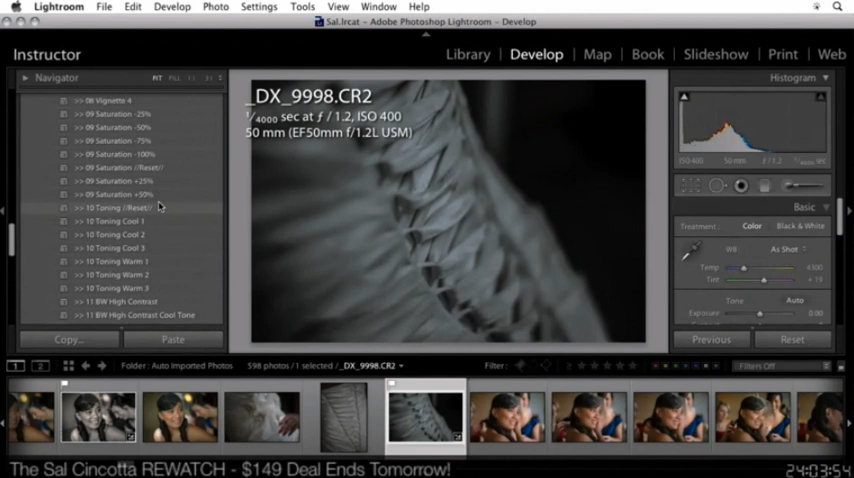 Lightroom File Edit Develop Photo Settings Tools View Window Help
Sal.lrcat - Adobe Photoshop Lightroom - Develop
Instructor
Library Develop Map Book Slideshow Print Web
Navigator FIT FILL 1:1 3:1
Histogram
>> 08 Vignette 4
>> 09 Saturation -25%
>> 09 Saturation -50%
>> 09 Saturation -75%
>> 09 Saturation -100%
>> 09 Saturation //Reset//
>> 09 Saturation +25%
>> 09 Saturation +50%
>> 10 Toning //Reset//
>> 10 Toning Cool 1
>> 10 Toning Cool 2
>> 10 Toning Cool 3
>> 10 Toning Warm 1
>> 10 Toning Warm 2
>> 10 Toning Warm 3
>> 11 BW High Contrast
>> 11 BW High Contrast Cool Tone
Copy... Paste
_DX_9998.CR2
1/4000 sec at ƒ / 1.2, ISO 400
50 mm (EF50mm f/1.2L USM)
ISO 400 50 mm ƒ / 1.2 1/4000 sec
Basic
Treatment: Color Black & White
WB: As Shot
Temp 4300
Tint + 19
Tone Auto
Exposure 0.00
Previous Reset
1 2 Folder : Auto Imported Photos 598 photos / 1 selected / _DX_9998.CR2 Filter : Filters Off
The Sal Cincotta REWATCH - $149 Deal Ends Tomorrow!
24:03:54